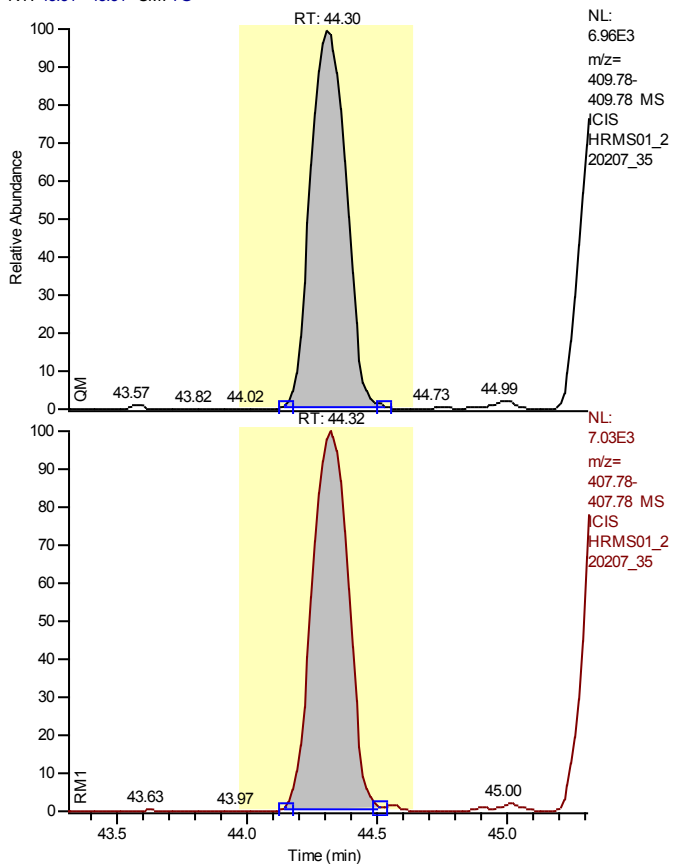 RT: 44.30
NL:
6.96E3
m/z=
409.78-
409.78 MS
ICIS
HRMS01_2
20207_35
100
90
80
70
60
50
40
30
20
10
0
Relative Abundance
QM
43.57
43.82
44.02
44.73
44.99
RT: 44.32
NL:
7.03E3
m/z=
407.78-
407.78 MS
ICIS
HRMS01_2
20207_35
100
90
80
70
60
50
40
30
20
10
0
RM1
43.63
43.97
45.00
43.5
44.0
44.5
45.0
Time (min)